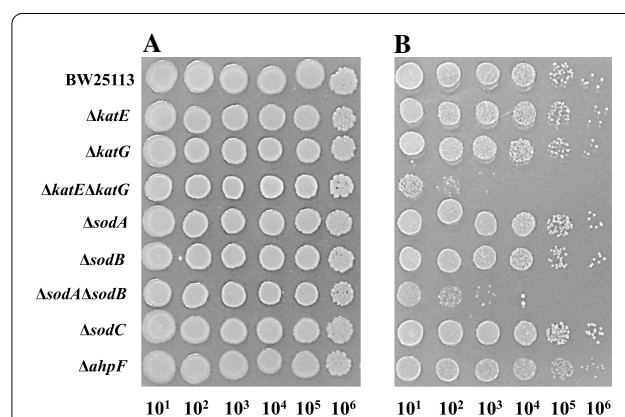 A B
BW25113
ΔkatE
ΔkatG
ΔkatEΔkatG
ΔsodA
ΔsodB
ΔsodAΔsodB
ΔsodC
ΔahpF
10¹ 10² 10³ 10⁴ 10⁵ 10⁶ 10¹ 10² 10³ 10⁴ 10⁵ 10⁶